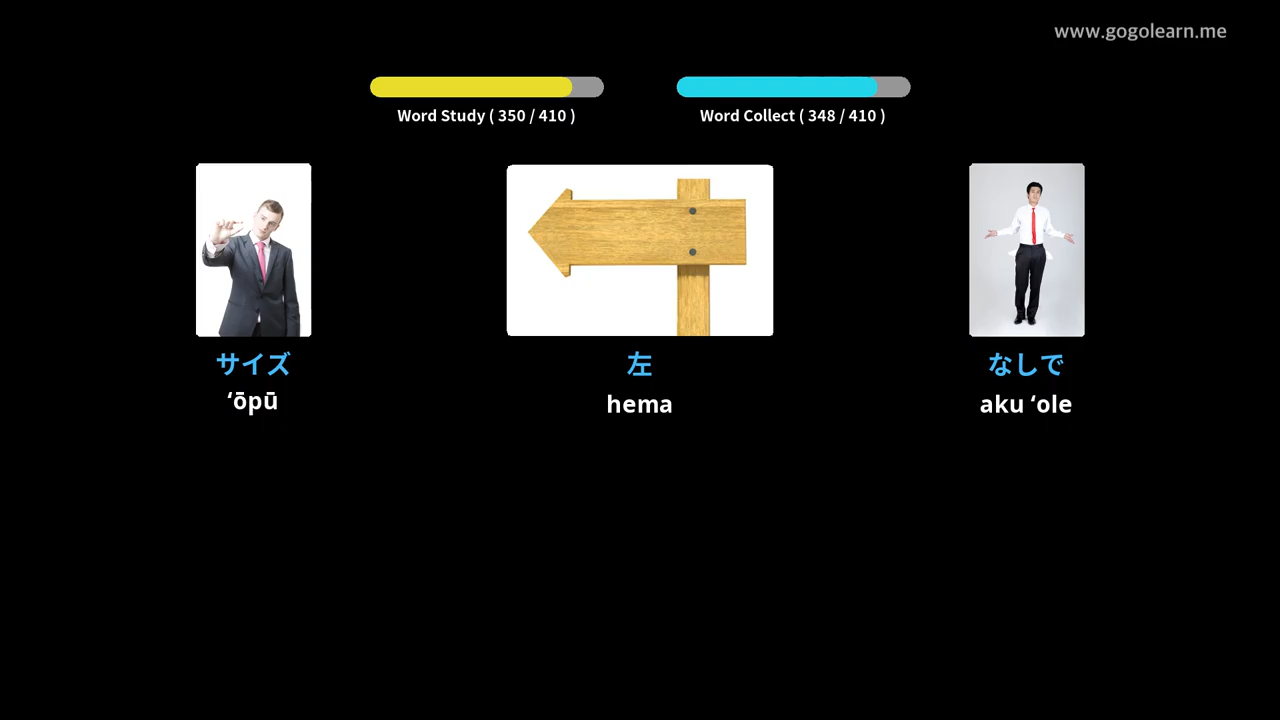 www.gogolearn.me
Word Study ( 350 / 410 )
Word Collect ( 348 / 410 )
サイズ
左
なしで
ʻōpū
hema
aku ʻole